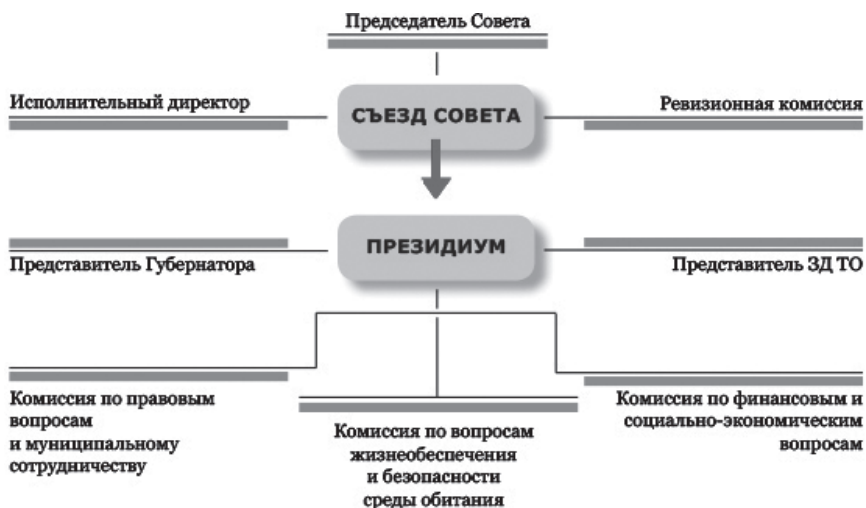 Председатель Совета
Исполнительный директор
СЪЕЗД СОВЕТА
Ревизионная комиссия
ПРЕЗИДИУМ
Представитель Губернатора
Представитель ЗД ТО
Комиссия по правовым
вопросам
и муниципальному
сотрудничеству
Комиссия по вопросам
жизнеобеспечения
и безопасности
среды обитания
Комиссия по финансовым и
социально-экономическим
вопросам